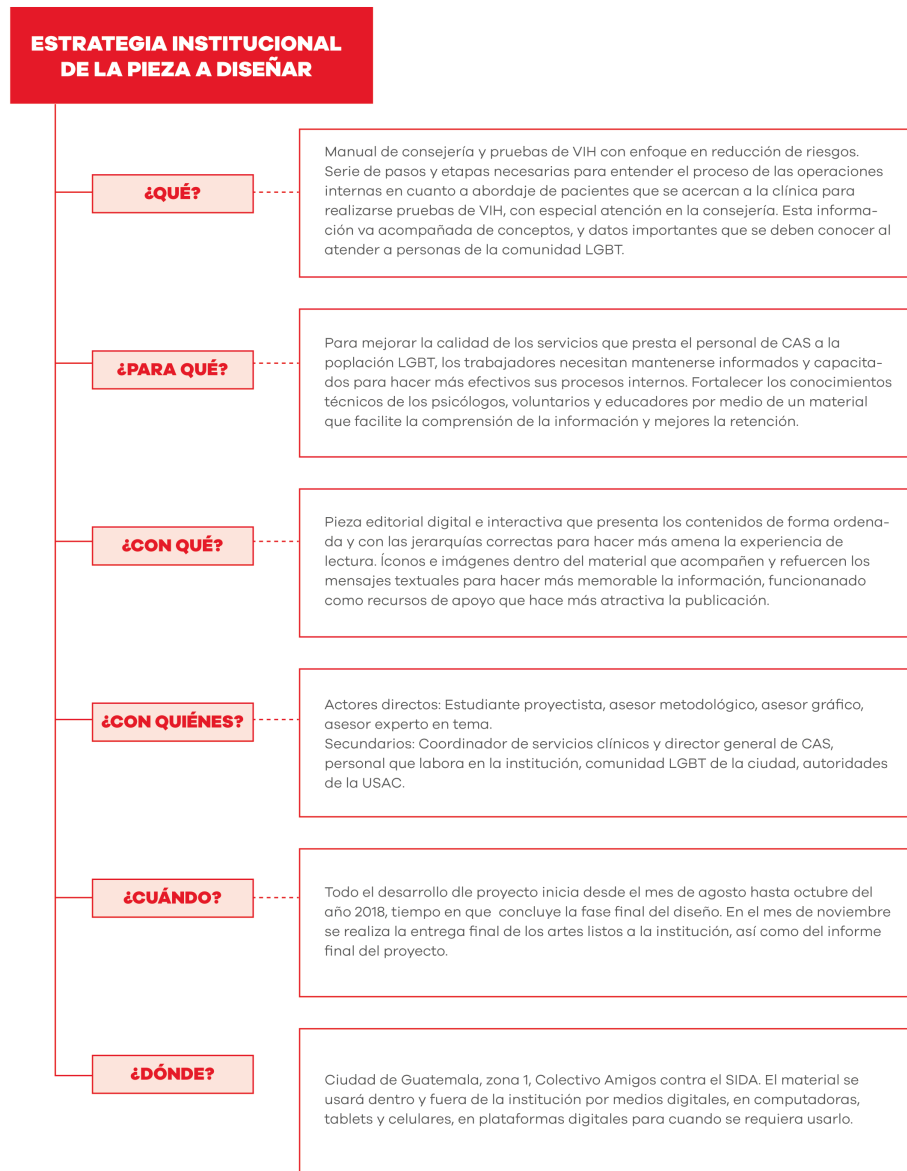 ESTRATEGIA INSTITUCIONAL
DE LA PIEZA A DISEÑAR
¿QUÉ?
Manual de consejería y pruebas de VIH con enfoque en reducción de riesgos.
Serie de pasos y etapas necesarias para entender el proceso de las operaciones
internas en cuanto a abordaje de pacientes que se acercan a la clínica para
realizarse pruebas de VIH, con especial atención en la consejería. Esta informa-
ción va acompañada de conceptos, y datos importantes que se deben conocer al
atender a personas de la comunidad LGBT.
¿PARA QUÉ?
Para mejorar la calidad de los servicios que presta el personal de CAS a la
poplación LGBT, los trabajadores necesitan mantenerse informados y capacita-
dos para hacer más efectivos sus procesos internos. Fortalecer los conocimientos
técnicos de los psicólogos, voluntarios y educadores por medio de un material
que facilite la comprensión de la información y mejores la retención.
¿CON QUÉ?
Pieza editorial digital e interactiva que presenta los contenidos de forma ordena-
da y con las jerarquías correctas para hacer más amena la experiencia de
lectura. Íconos e imágenes dentro del material que acompañen y refuercen los
mensajes textuales para hacer más memorable la información, funcionanado
como recursos de apoyo que hace más atractiva la publicación.
¿CON QUIÉNES?
Actores directos: Estudiante proyectista, asesor metodológico, asesor gráfico,
asesor experto en tema.
Secundarios: Coordinador de servicios clínicos y director general de CAS,
personal que labora en la institución, comunidad LGBT de la ciudad, autoridades
de la USAC.
¿CUÁNDO?
Todo el desarrollo dle proyecto inicia desde el mes de agosto hasta octubre del
año 2018, tiempo en que concluye la fase final del diseño. En el mes de noviembre
se realiza la entrega final de los artes listos a la institución, así como del informe
final del proyecto.
¿DÓNDE?
Ciudad de Guatemala, zona 1, Colectivo Amigos contra el SIDA. El material se
usará dentro y fuera de la institución por medios digitales, en computadoras,
tablets y celulares, en plataformas digitales para cuando se requiera usarlo.